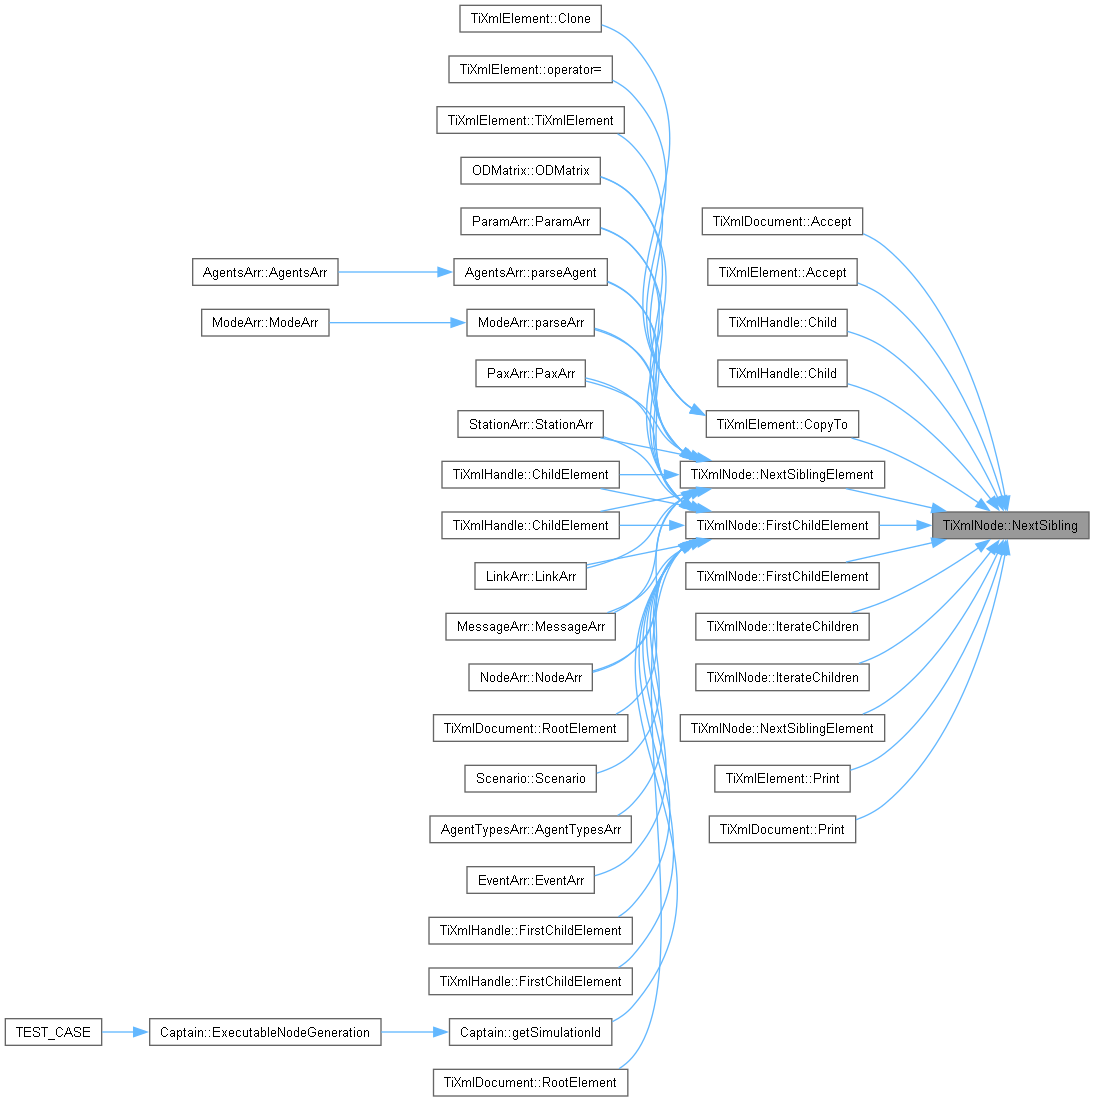 TiXmlElement::Clone
TiXmlElement::operator=
TiXmlElement::TiXmlElement
ODMatrix::ODMatrix
ParamArr::ParamArr
AgentsArr::AgentsArr
AgentsArr::parseAgent
ModeArr::ModeArr
ModeArr::parseArr
PaxArr::PaxArr
StationArr::StationArr
TiXmlHandle::ChildElement
TiXmlHandle::ChildElement
LinkArr::LinkArr
MessageArr::MessageArr
NodeArr::NodeArr
TiXmlDocument::RootElement
Scenario::Scenario
AgentTypesArr::AgentTypesArr
EventArr::EventArr
TiXmlHandle::FirstChildElement
TiXmlHandle::FirstChildElement
TEST_CASE
Captain::ExecutableNodeGeneration
Captain::getSimulationId
TiXmlDocument::RootElement
TiXmlDocument::Accept
TiXmlElement::Accept
TiXmlHandle::Child
TiXmlHandle::Child
TiXmlElement::CopyTo
TiXmlNode::NextSiblingElement
TiXmlNode::FirstChildElement
TiXmlNode::FirstChildElement
TiXmlNode::IterateChildren
TiXmlNode::IterateChildren
TiXmlNode::NextSiblingElement
TiXmlElement::Print
TiXmlDocument::Print
TiXmlNode::NextSibling